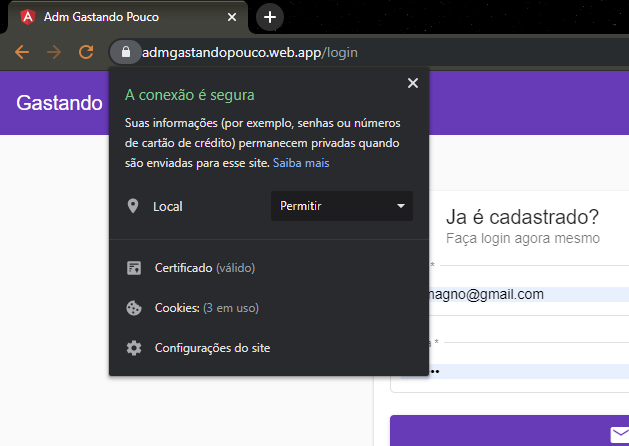 Adm Gastando Pouco
admgastandopouco.web.app/login
Gastando
A conexão é segura
Suas informações (por exemplo, senhas ou números
de cartão de crédito) permanecem privadas quando
são enviadas para esse site. Saiba mais
Local
Permitir
Certificado (válido)
Cookies: (3 em uso)
Configurações do site
Já é cadastrado?
Faça login agora mesmo
*
magno@gmail.com
a *